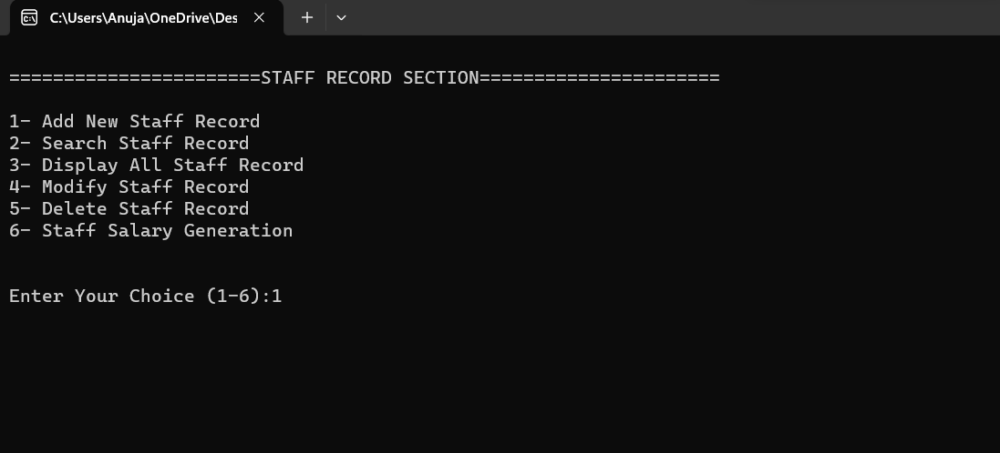 C:\Users\Anuja\OneDrive\Des
=======================STAFF RECORD SECTION======================
1- Add New Staff Record
2- Search Staff Record
3- Display All Staff Record
4- Modify Staff Record
5- Delete Staff Record
6- Staff Salary Generation
Enter Your Choice (1-6):1